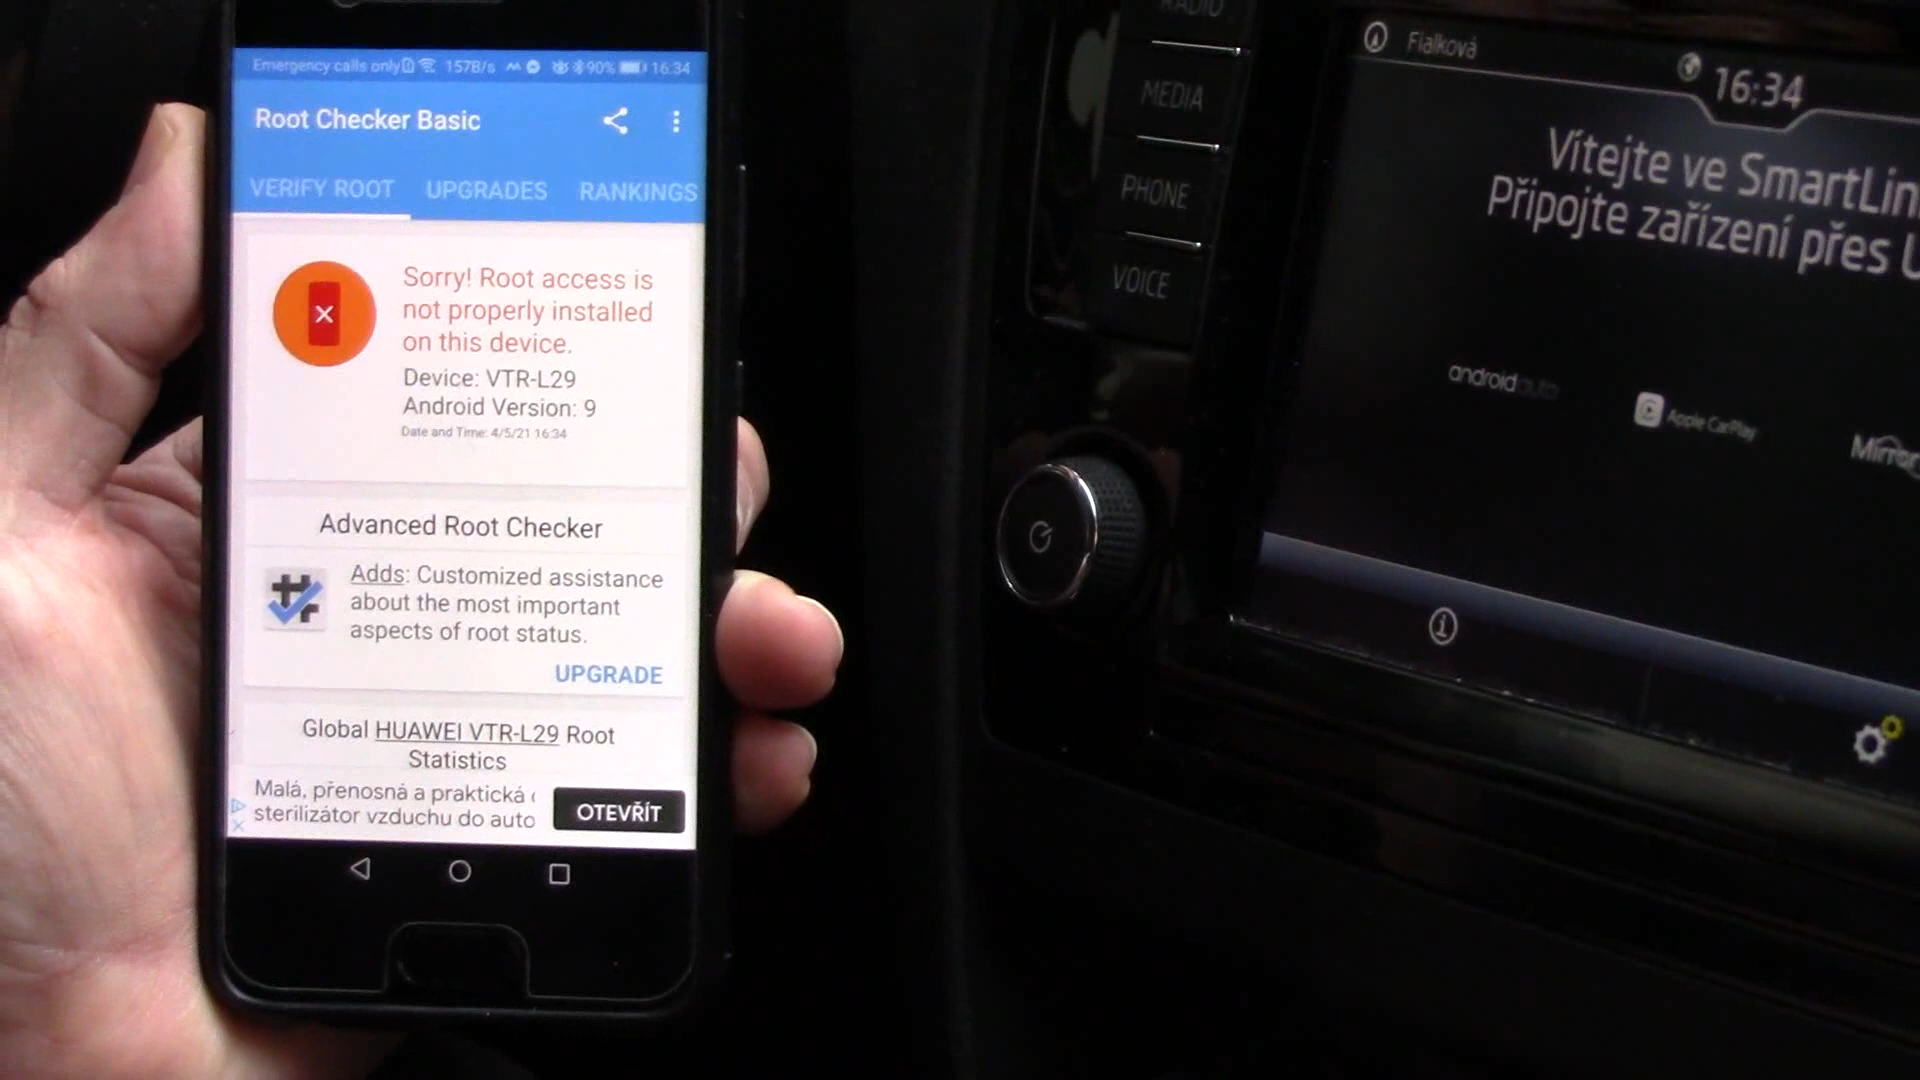 Emergency calls only 157B/s 90% 16:34
Root Checker Basic
VERIFY ROOT UPGRADES RANKINGS
Sorry! Root access is
not properly installed
on this device.
Device: VTR-L29
Android Version: 9
Date and Time: 4/5/21 16:34
Advanced Root Checker
Adds: Customized assistance
about the most important
aspects of root status.
UPGRADE
Global HUAWEI VTR-L29 Root
Statistics
Malá, přenosná a praktická
sterilizátor vzduchu do auto
OTEVŘÍT
RADIO
MEDIA
PHONE
VOICE
Fialková
16:34
Vítejte ve SmartLin
Připojte zařízení přes U
androidauto
Apple CarPlay
Mirror